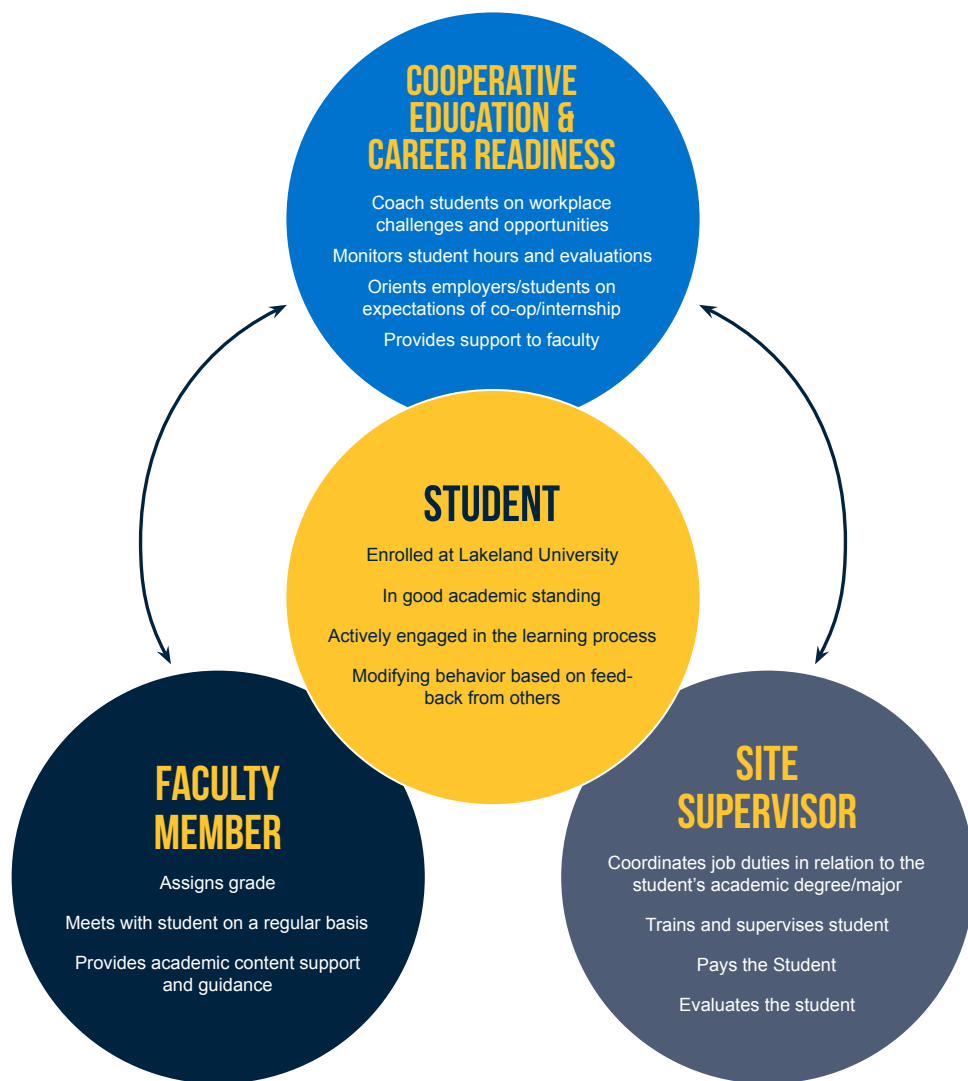 COOPERATIVE
EDUCATION &
CAREER READINESS
Coach students on workplace
challenges and opportunities
Monitors student hours and evaluations
Orients employers/students on
expectations of co-op/internship
Provides support to faculty
STUDENT
Enrolled at Lakeland University
In good academic standing
Actively engaged in the learning process
Modifying behavior based on feed-
back from others
FACULTY
MEMBER
Assigns grade
Meets with student on a regular basis
Provides academic content support
and guidance
SITE
SUPERVISOR
Coordinates job duties in relation to the
student’s academic degree/major
Trains and supervises student
Pays the Student
Evaluates the student